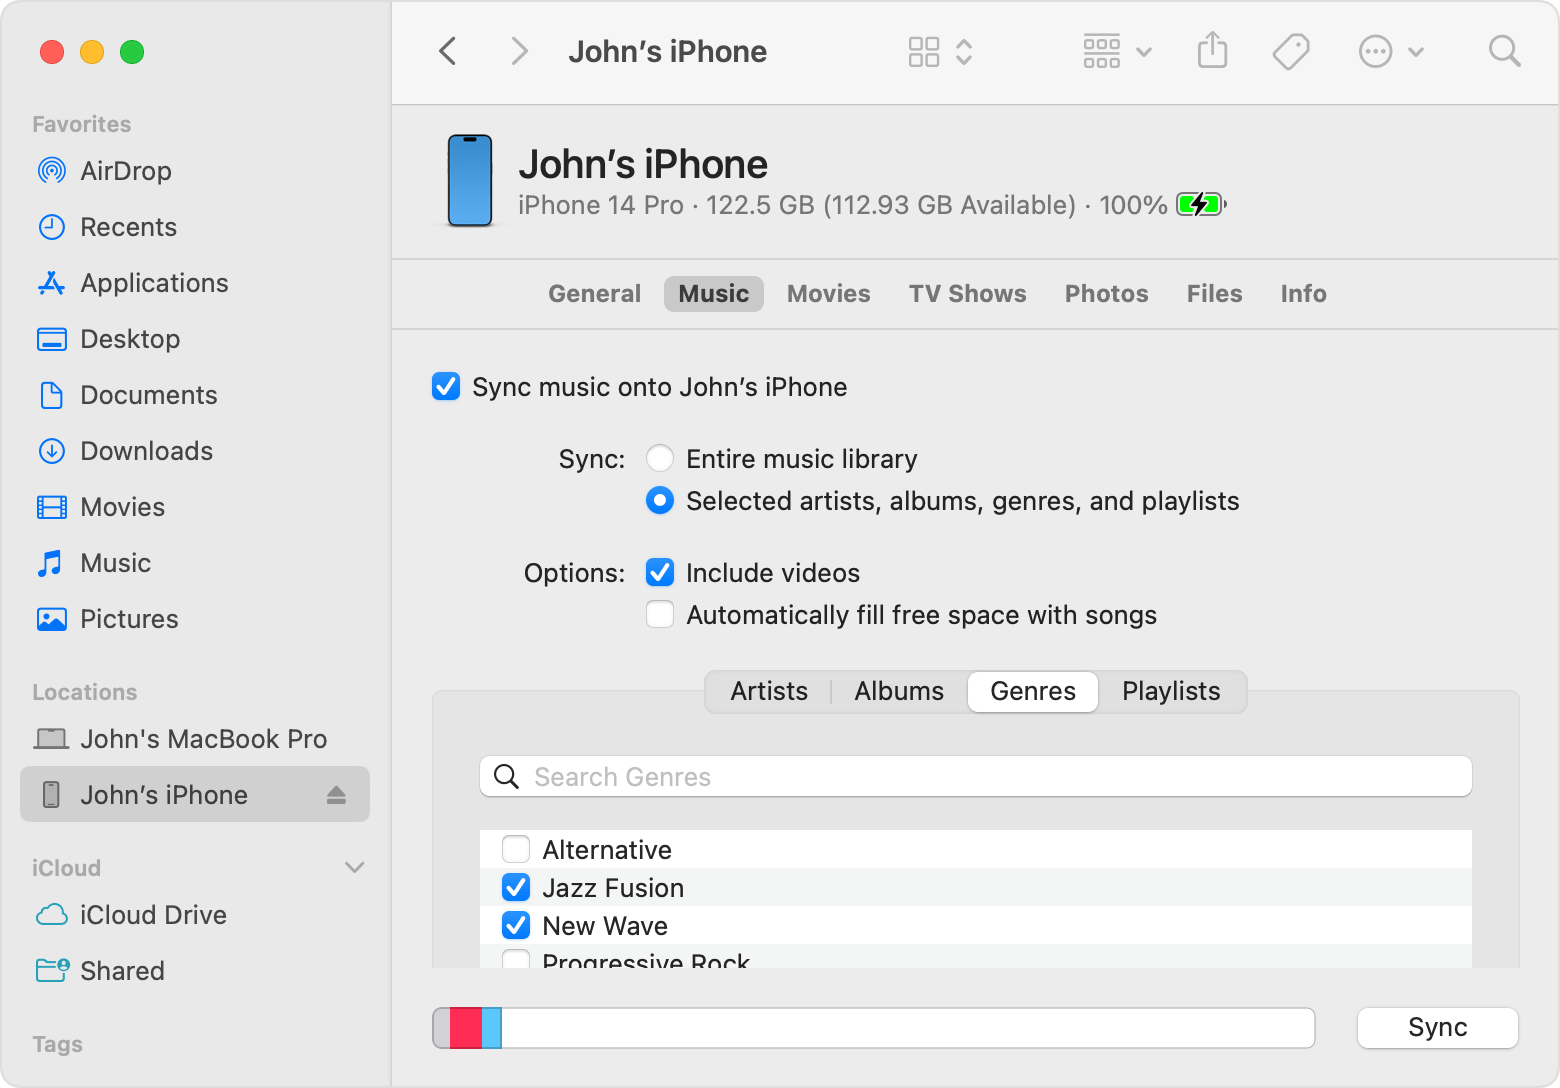 John’s iPhone
Favorites
AirDrop
Recents
Applications
Desktop
Documents
Downloads
Movies
Music
Pictures
Locations
John's MacBook Pro
John’s iPhone
iCloud
iCloud Drive
Shared
Tags
John’s iPhone
iPhone 14 Pro · 122.5 GB (112.93 GB Available) · 100%
General Music Movies TV Shows Photos Files Info
Sync music onto John’s iPhone
Sync: Entire music library
Selected artists, albums, genres, and playlists
Options: Include videos
Automatically fill free space with songs
Artists Albums Genres Playlists
Search Genres
Alternative
Jazz Fusion
New Wave
Progressive Rock
Sync